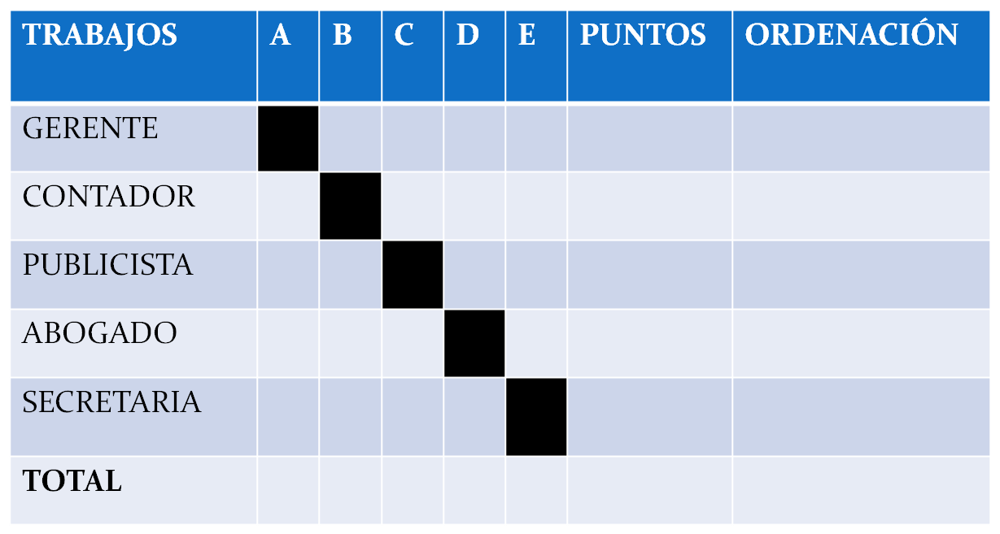 TRABAJOS A B C D E PUNTOS ORDENACIÓN
GERENTE
CONTADOR
PUBLICISTA
ABOGADO
SECRETARIA
TOTAL